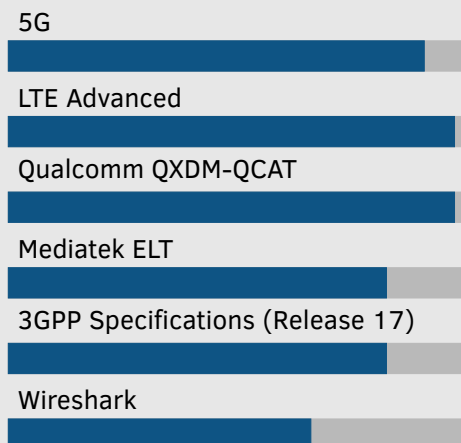 5G
LTE Advanced
Qualcomm QXDM-QCAT
Mediatek ELT
3GPP Specifications (Release 17)
Wireshark